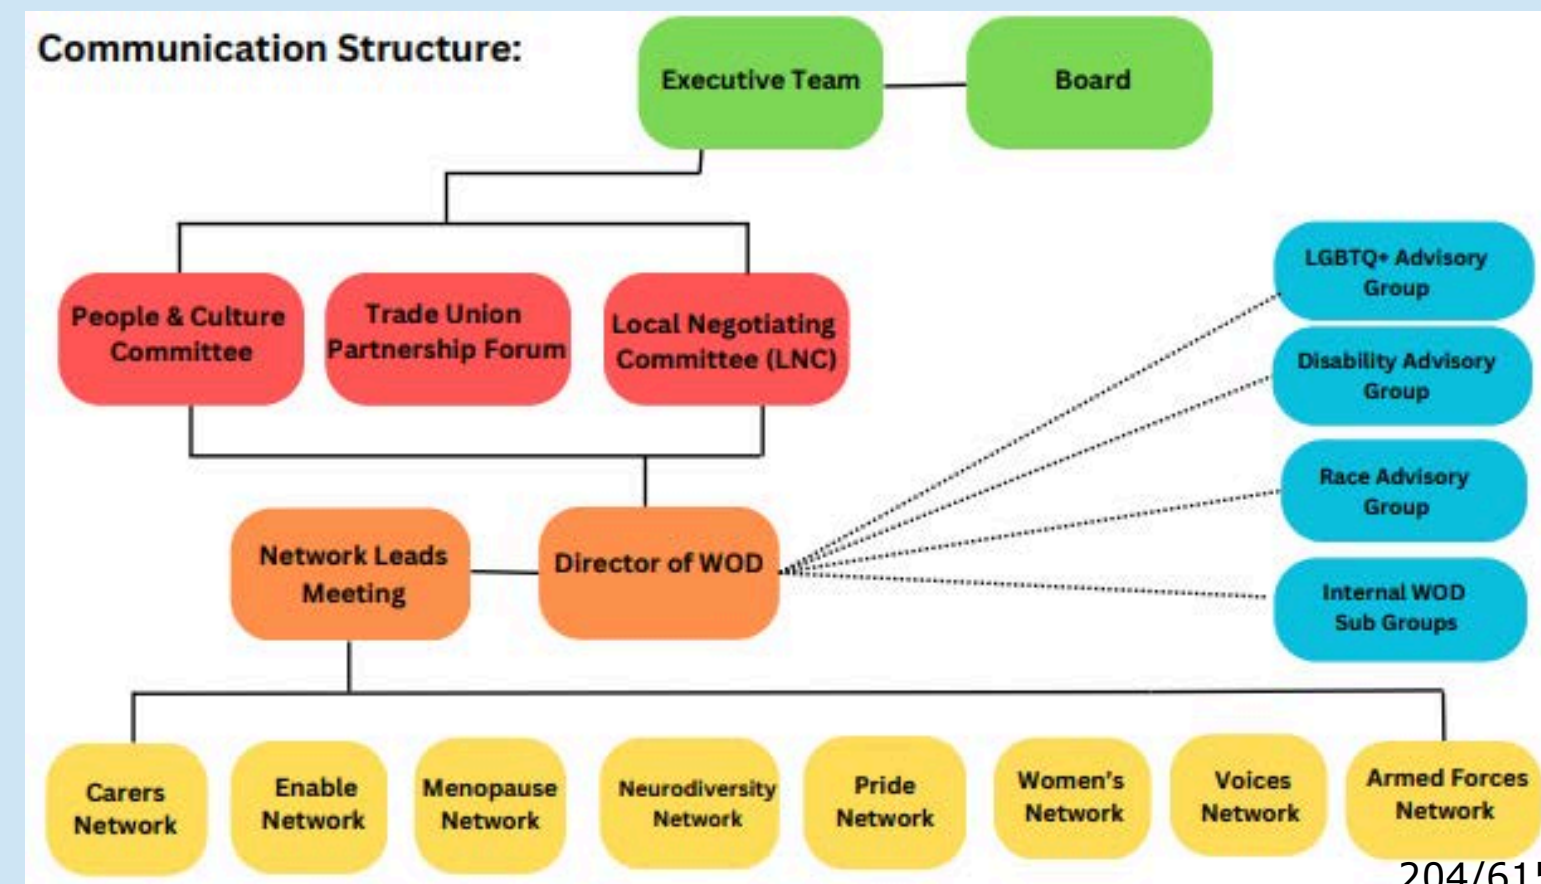 Communication Structure:
Executive Team
Board
People & Culture
Committee
Trade Union
Partnership Forum
Local Negotiating
Committee (LNC)
LGBTQ+ Advisory
Group
Disability Advisory
Group
Race Advisory
Group
Internal WOD
Sub Groups
Network Leads
Meeting
Director of WOD
Carers
Network
Enable
Network
Menopause
Network
Neurodiversity
Network
Pride
Network
Women's
Network
Voices
Network
Armed Forces
Network
204/615